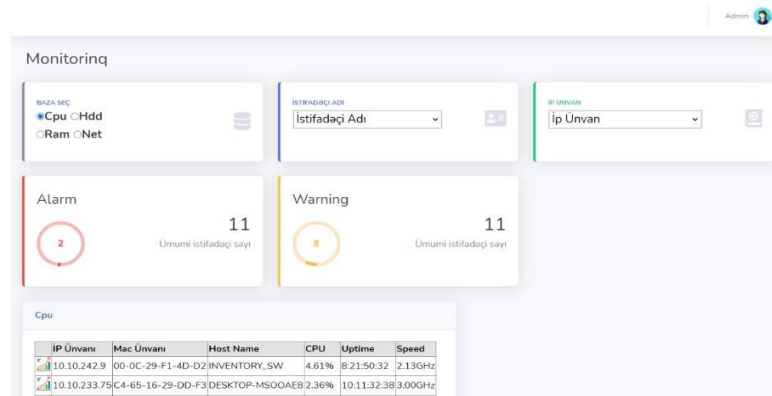 Admin
Monitorinq
BAZA SEÇ
Cpu Hdd
Ram Net
İSTİFADƏÇİ ADI
İstifadəçi Adı
IP ÜNVAN
İp Ünvan
Alarm
2
11
Ümumi istifadəçi sayı
Warning
8
11
Ümumi istifadəçi sayı
Cpu
IP Ünvanı Mac Ünvanı Host Name CPU Uptime Speed
10.10.242.9 00-0C-29-F1-4D-D2 INVENTORY_SW 4.61% 8:21:50:32 2.13GHz
10.10.233.75 C4-65-16-29-DD-F3 DESKTOP-MSOOAE8 2.36% 10:11:32:38 3.00GHz